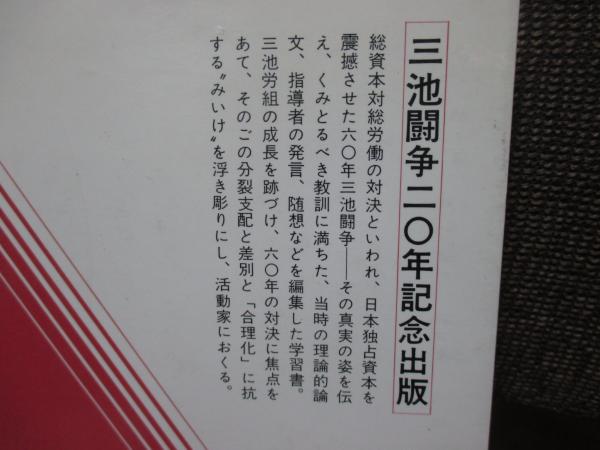 三池闘争二〇年記念出版
総資本対総労働の対決といわれ、日本独占資本を
震撼させた六〇年三池闘争――その真実の姿を伝
え、くみとるべき教訓に満ちた、当時の理論的論
文、指導者の発言、随想などを編集した学習書。
三池労組の成長を跡づけ、六〇年の対決に焦点を
あて、そのごの分裂支配と差別と「合理化」に抗
する〝みいけ〟を浮き彫りにし、活動家におくる。